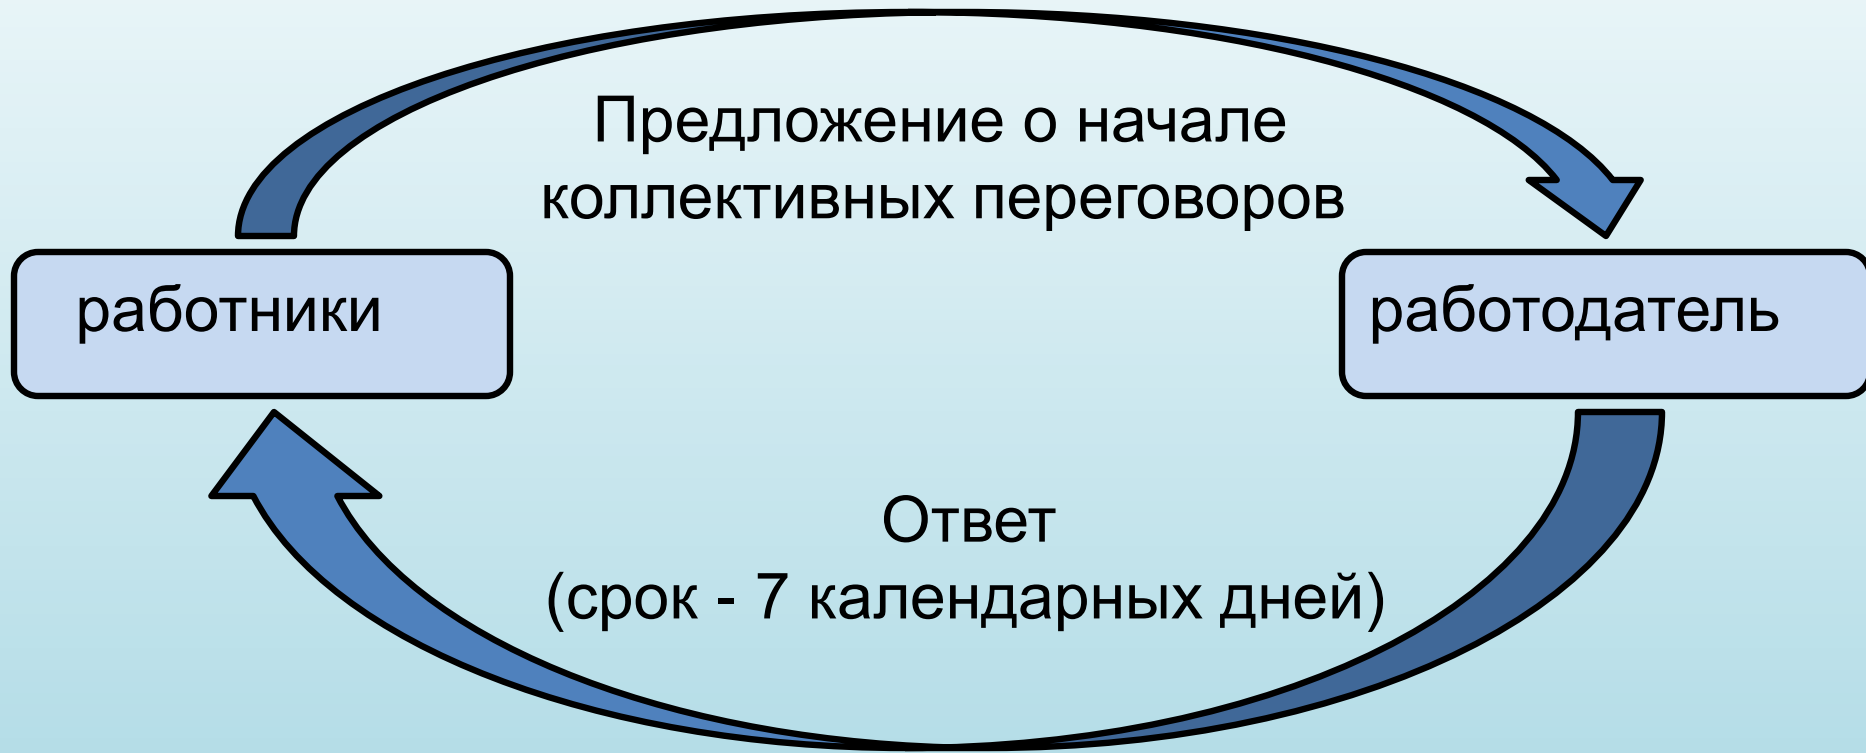 Предложение о начале
коллективных переговоров
работники
работодатель
Ответ
(срок - 7 календарных дней)